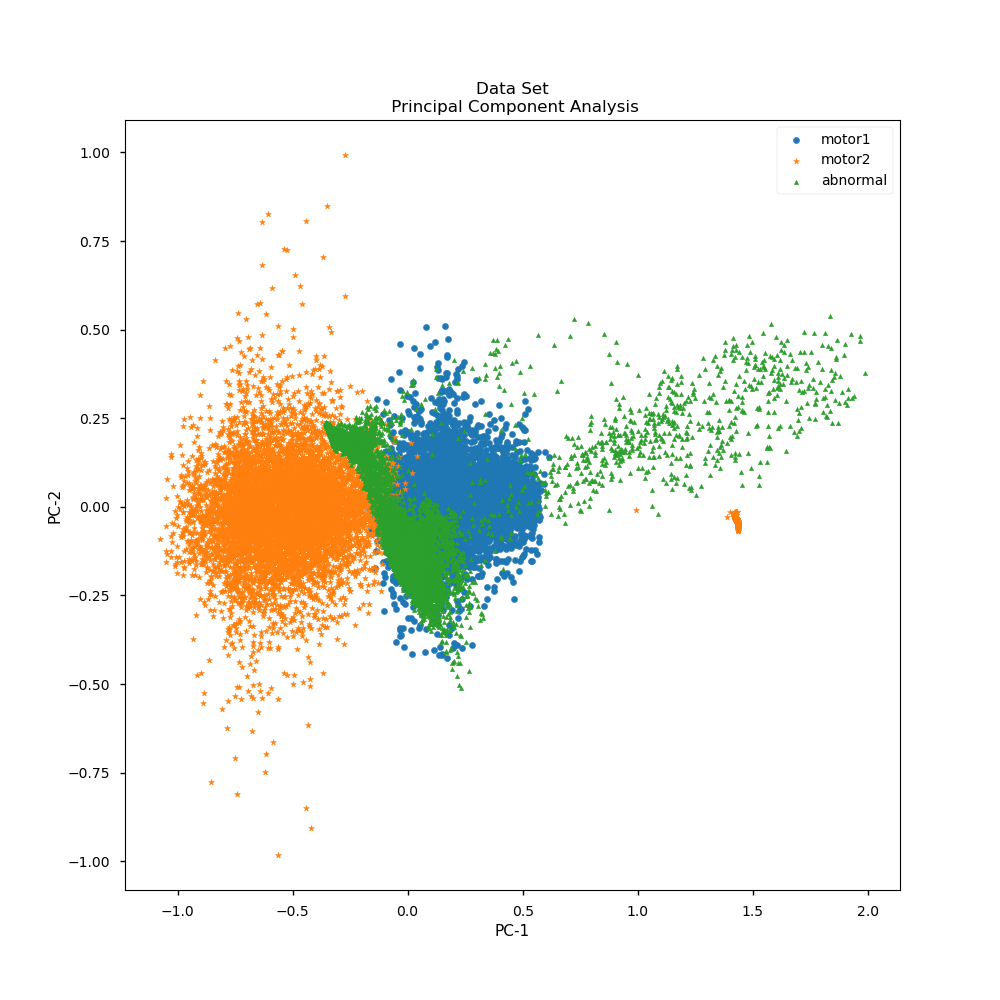 Data Set
Principal Component Analysis
motor1
motor2
abnormal
1.00
0.75
0.50
0.25
0.00
−0.25
−0.50
−0.75
−1.00
PC-2
−1.0 −0.5 0.0 0.5 1.0 1.5 2.0
PC-1